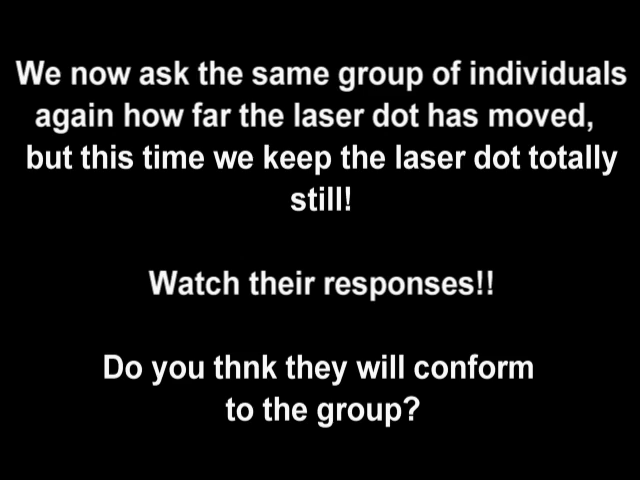 We now ask the same group of individuals
again how far the laser dot has moved,
but this time we keep the laser dot totally
still!
Watch their responses!!
Do you thnk they will conform
to the group?